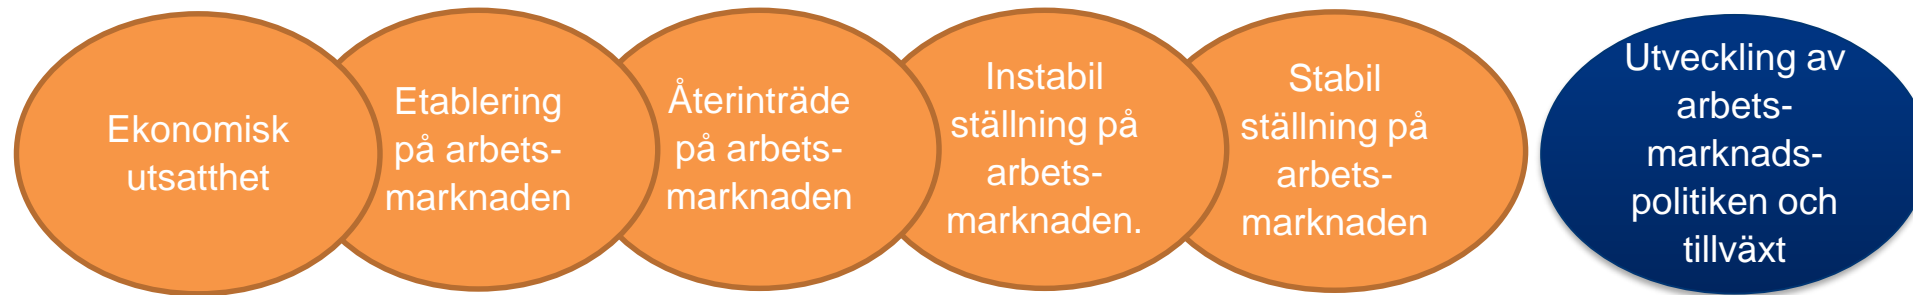 Ekonomisk
utsatthet
Etablering
på arbets-
marknaden
Återinträde
på arbets-
marknaden
Instabil
ställning på
arbets-
marknaden.
Stabil
ställning på
arbets-
marknaden
Utveckling av
arbets-
marknads-
politiken och
tillväxt